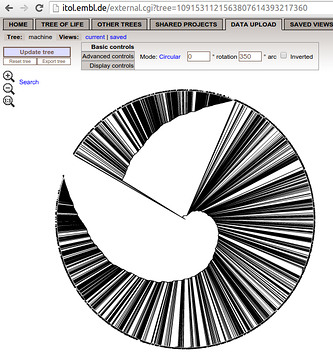 itol.embl.de/external.cgi?tree=1091531121563807614393217360
HOME TREE OF LIFE OTHER TREES SHARED PROJECTS DATA UPLOAD SAVED VIEWS
Tree: machine Views: current | saved
Update tree
Reset tree Export tree
Basic controls
Advanced controls
Display controls
Mode: Circular 0 ° rotation 350 ° arc Inverted
Search
1:1